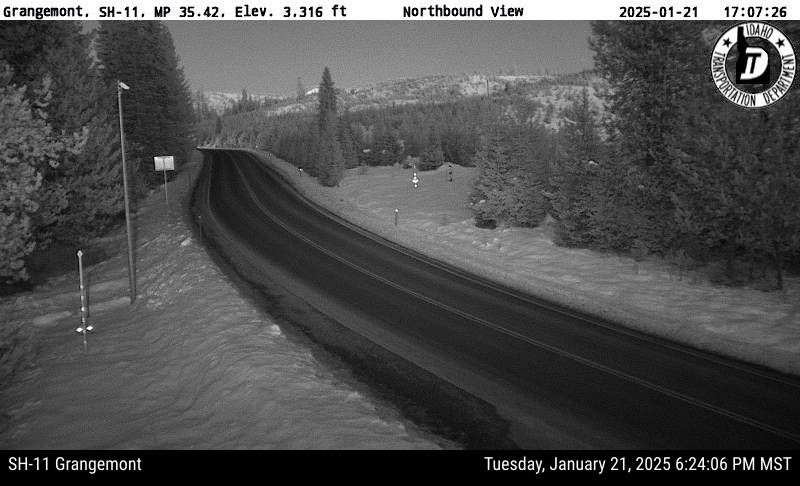 Grangemont, SH-11, MP 35.42, Elev. 3,316 ft Northbound View 2025-01-21 17:07:26
IDAHO
TRANSPORTATION DEPARTMENT
SH-11 Grangemont Tuesday, January 21, 2025 6:24:06 PM MST